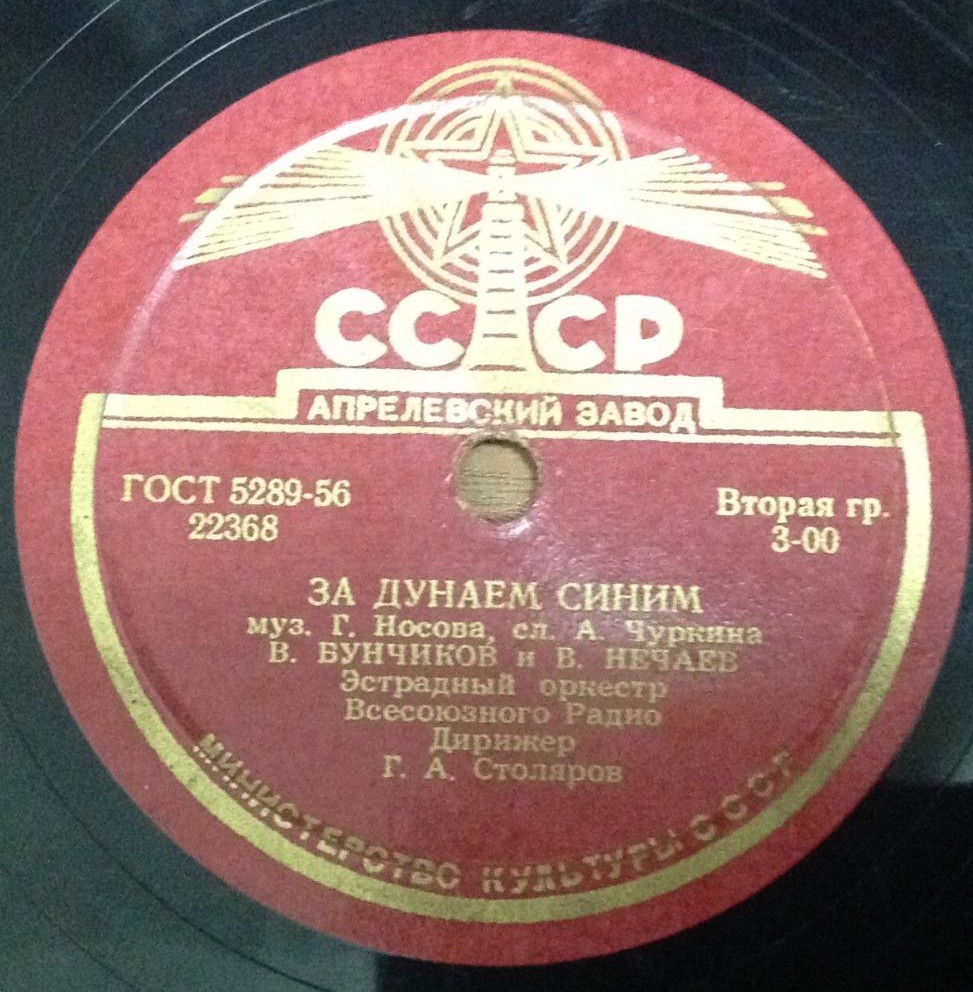 СССР
АПРЕЛЕВСКИЙ ЗАВОД
ГОСТ 5289-56
22368
Вторая гр.
3-00
ЗА ДУНАЕМ СИНИМ
муз. Г. Носова, сл. А. Чуркина
В. БУНЧИКОВ и В. НЕЧАЕВ
Эстрадный оркестр
Всесоюзного Радио
Дирижер
Г. А. Столяров
МИНИСТЕРСТВО КУЛЬТУРЫ СССР